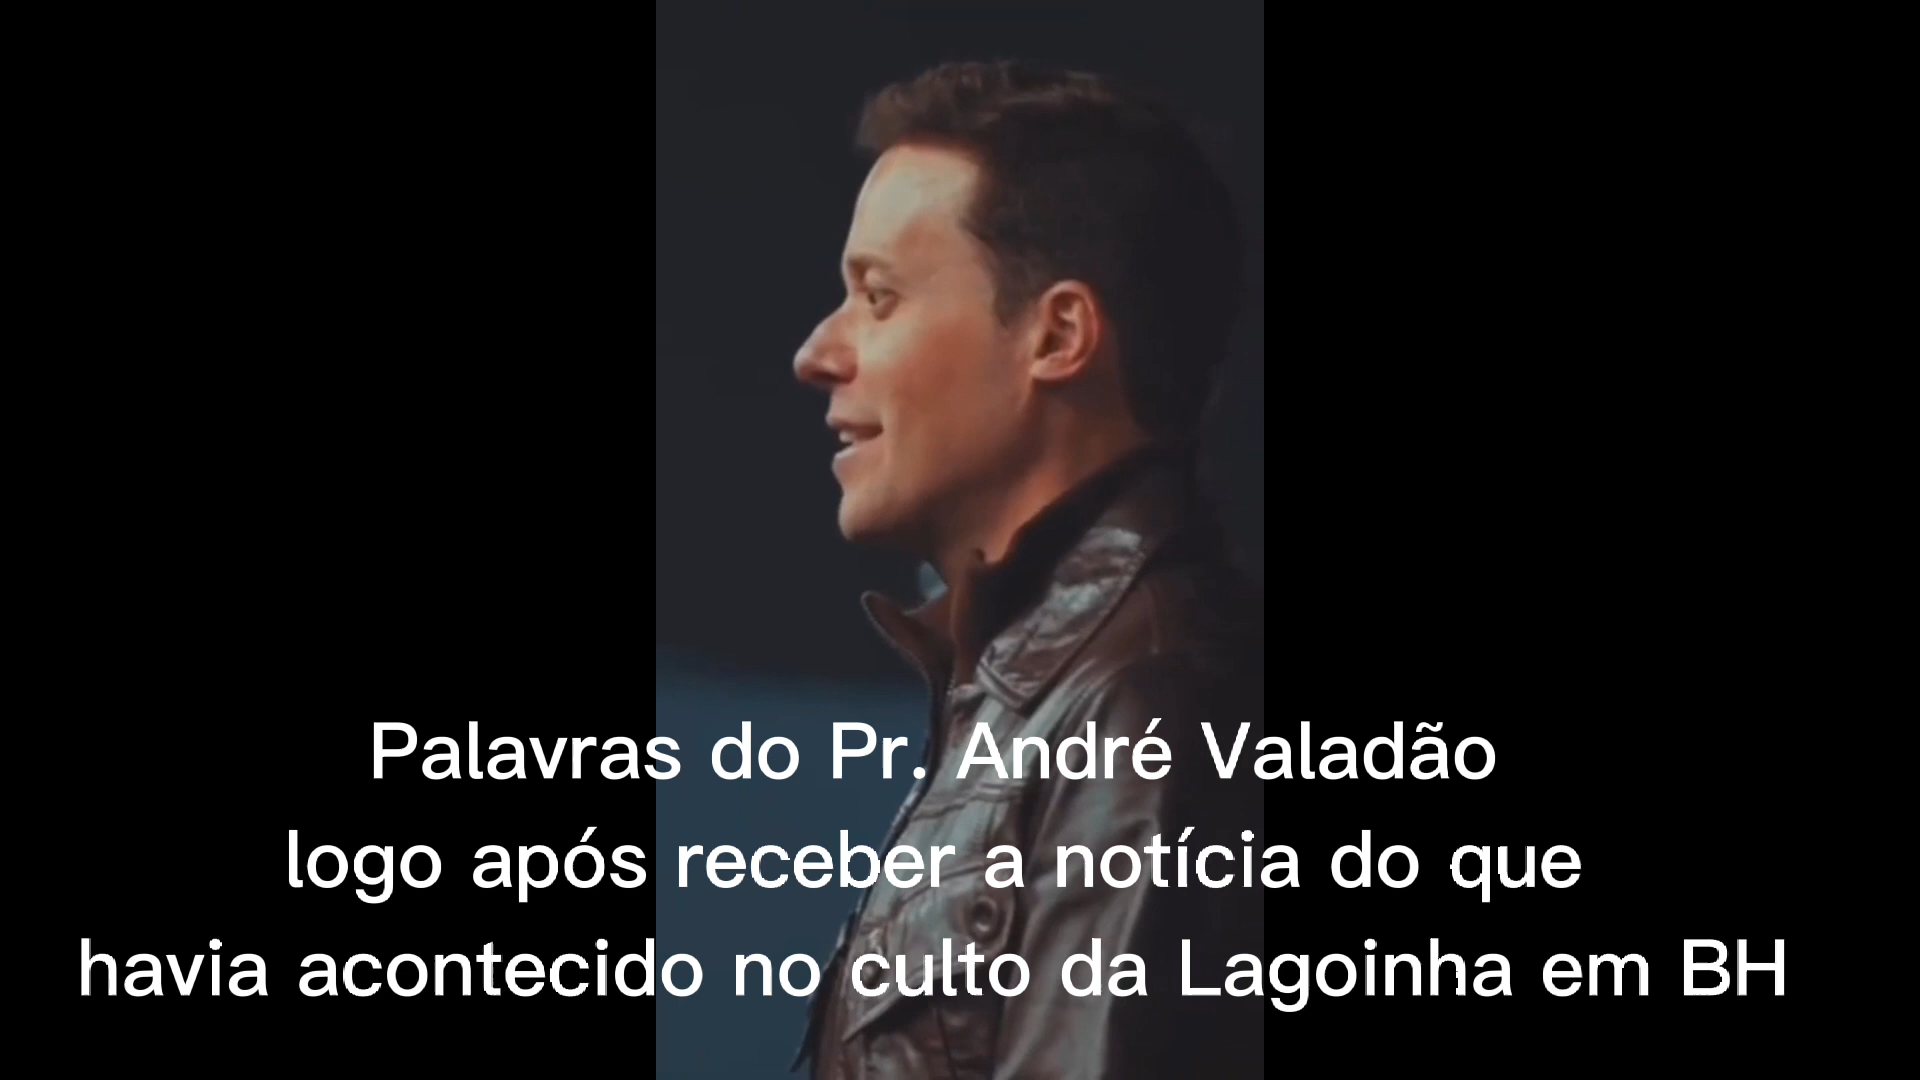 Palavras do Pr. André Valadão
logo após receber a notícia do que
havia acontecido no culto da Lagoinha em BH